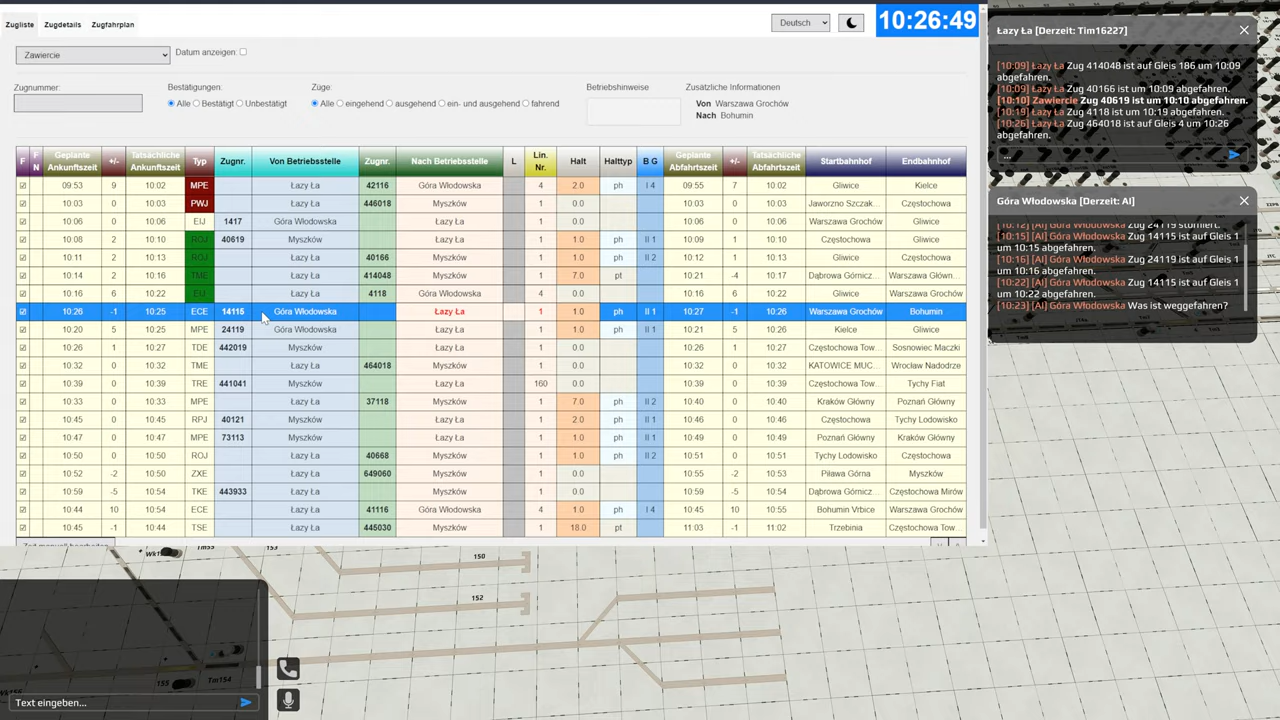 Zugliste Zugdetails Zugfahrplan
Deutsch
10:26:49
Zawiercie
Datum anzeigen:
Zugnummer:
Bestätigungen:
Alle Bestätigt Unbestätigt
Züge:
Alle eingehend ausgehend ein- und ausgehend fahrend
Betriebshinweise
Zusätzliche Informationen
Von Warszawa Grochów
Nach Bohumin
F F N Geplante Ankunftszeit +/- Tatsächliche Ankunftszeit Typ Zugnr. Von Betriebsstelle Zugnr. Nach Betriebsstelle L Lin. Nr. Halt Halttyp B G Geplante Abfahrtszeit +/- Tatsächliche Abfahrtszeit Startbahnhof Endbahnhof
09:53 9 10:02 MPE Łazy Ła 42116 Góra Włodowska 4 2.0 ph I 4 09:55 7 10:02 Gliwice Kielce
10:03 0 10:03 PWJ Łazy Ła 446018 Myszków 1 0.0 10:03 0 10:03 Jaworzno Szczak... Myszków
10:06 0 10:06 EIJ 1417 Góra Włodowska Łazy Ła 1 0.0 10:06 0 10:06 Warszawa Grochów Gliwice
10:08 2 10:10 ROJ 40619 Myszków Łazy Ła 1 1.0 ph II 1 10:09 1 10:10 Częstochowa Gliwice
10:11 2 10:13 ROJ Łazy Ła 40166 Myszków 1 1.0 ph II 2 10:12 1 10:13 Gliwice Częstochowa
10:14 2 10:16 TME Łazy Ła 414048 Myszków 1 7.0 pt 10:21 -4 10:17 Dąbrowa Górnicz... Warszawa Główn...
10:16 6 10:22 EIJ Łazy Ła 4118 Góra Włodowska 4 0.0 10:16 6 10:22 Gliwice Warszawa Grochów
10:26 -1 10:25 ECE 14115 Góra Włodowska Łazy Ła 1 1.0 ph II 1 10:27 -1 10:26 Warszawa Grochów Bohumin
10:20 5 10:25 MPE 24119 Góra Włodowska Łazy Ła 1 1.0 ph II 1 10:21 5 10:26 Kielce Gliwice
10:26 1 10:27 TDE 442019 Myszków Łazy Ła 1 0.0 10:26 1 10:27 Częstochowa Tow... Sosnowiec Maczki
10:32 0 10:32 TME Łazy Ła 464018 Myszków 1 0.0 10:32 0 10:32 KATOWICE MUC... Wrocław Nadodrze
10:39 0 10:39 TRE 441041 Myszków Łazy Ła 160 0.0 10:39 0 10:39 Częstochowa Tow... Tychy Fiat
10:33 0 10:33 MPE Łazy Ła 37118 Myszków 1 7.0 ph II 2 10:40 0 10:40 Kraków Główny Poznań Główny
10:45 0 10:45 RPJ 40121 Myszków Łazy Ła 1 2.0 ph II 1 10:46 0 10:46 Częstochowa Tychy Lodowisko
10:47 0 10:47 MPE 73113 Myszków Łazy Ła 1 1.0 ph II 1 10:49 0 10:49 Poznań Główny Kraków Główny
10:50 0 10:50 ROJ Łazy Ła 40668 Myszków 1 1.0 ph II 2 10:51 0 10:51 Tychy Lodowisko Częstochowa
10:52 -2 10:50 ZXE Łazy Ła 649060 Myszków 1 0.0 10:55 -2 10:53 Piława Górna Myszków
10:59 -5 10:54 TKE 443933 Myszków Łazy Ła 1 0.0 10:59 -5 10:54 Dąbrowa Górnicz... Częstochowa Mirów
10:44 10 10:54 ECE Łazy Ła 41116 Góra Włodowska 4 1.0 ph I 4 10:45 10 10:55 Bohumin Vrbice Warszawa Grochów
10:45 -1 10:44 TSE Łazy Ła 445030 Myszków 1 18.0 pt 11:03 -1 11:02 Trzebinia Częstochowa Tow...
Łazy Ła [Derzeit: Tim16227]
[10:09] Łazy Ła Zug 414048 ist auf Gleis 186 um 10:09
abgefahren.
[10:09] Łazy Ła Zug 40166 ist um 10:09 abgefahren.
[10:10] Zawiercie Zug 40619 ist um 10:10 abgefahren.
[10:19] Łazy Ła Zug 4118 ist um 10:19 abgefahren.
[10:26] Łazy Ła Zug 464018 ist auf Gleis 4 um 10:26
abgefahren.
...
Góra Włodowska [Derzeit: AI]
[10:12] [AI] Góra Włodowska Zug 24119 storniert.
[10:15] [AI] Góra Włodowska Zug 14115 ist auf Gleis 1
um 10:15 abgefahren.
[10:16] [AI] Góra Włodowska Zug 24119 ist auf Gleis 1
um 10:16 abgefahren.
[10:22] [AI] Góra Włodowska Zug 14115 ist auf Gleis 1
um 10:22 abgefahren.
[10:23] [AI] Góra Włodowska Was ist weggefahren?
Zeit manuell bearbeiten
Tm55
153
150
152
155
Tm154
Text eingeben...